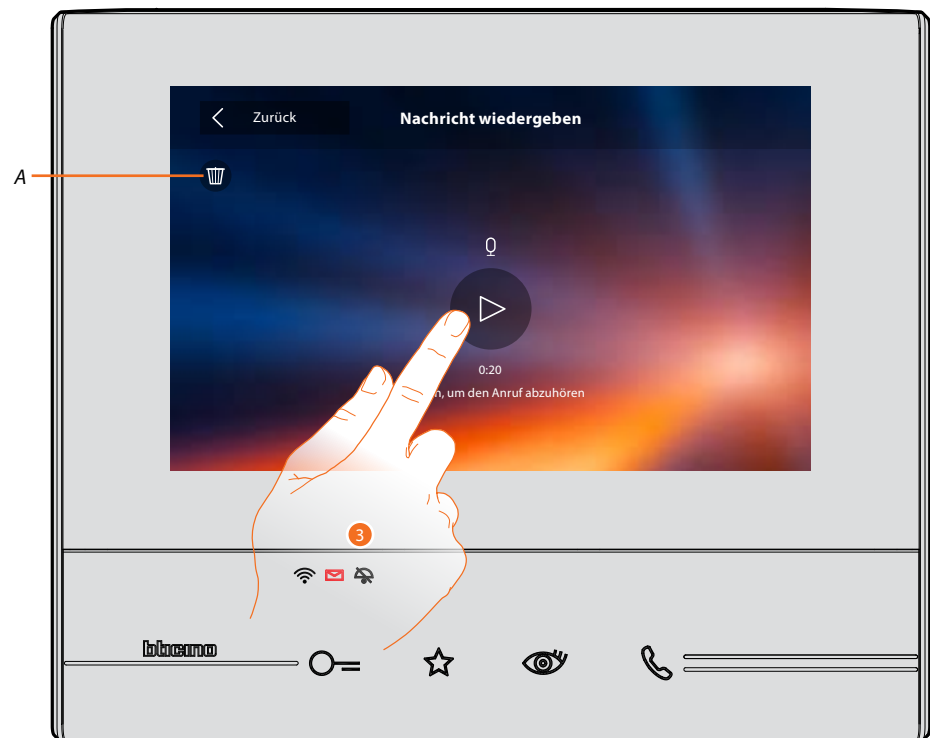 Zurück
Nachricht wiedergeben
A
0:20
, um den Anruf abzuhören
3
bticino